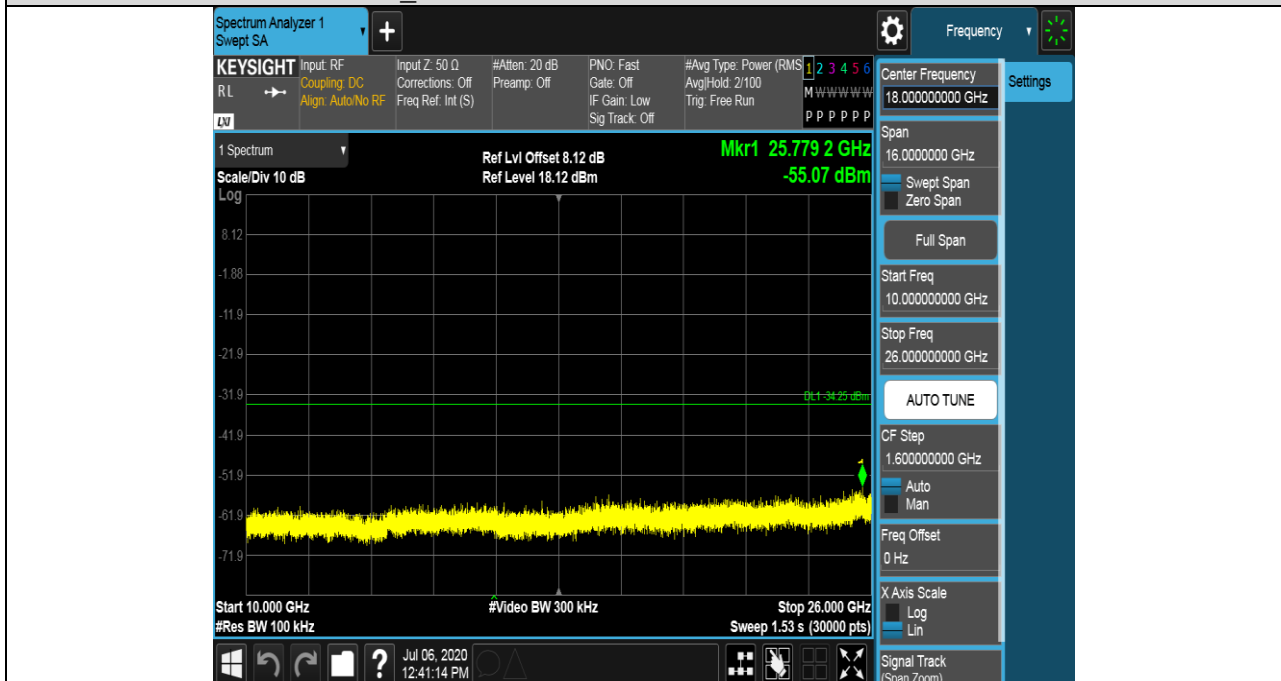 Spectrum Analyzer 1
Swept SA
+
Frequency
KEYSIGHT
RL
LXI
Input: RF
Coupling: DC
Align: Auto/No RF
Input Z: 50 Ω
Corrections: Off
Freq Ref: Int (S)
#Atten: 20 dB
Preamp: Off
PNO: Fast
Gate: Off
IF Gain: Low
Sig Track: Off
#Avg Type: Power (RMS
Avg|Hold: 2/100
Trig: Free Run
1 2 3 4 5 6
M W W W W W
P P P P P P
1 Spectrum
Scale/Div 10 dB
Ref Lvl Offset 8.12 dB
Ref Level 18.12 dBm
Mkr1 25.779 2 GHz
-55.07 dBm
Log
8.12
-1.88
-11.9
-21.9
-31.9
DL1 -34.25 dBm
-41.9
-51.9
1
-61.9
-71.9
Start 10.000 GHz
#Res BW 100 kHz
#Video BW 300 kHz
Stop 26.000 GHz
Sweep 1.53 s (30000 pts)
?
Jul 06, 2020
12:41:14 PM
Center Frequency
18.000000000 GHz
Span
16.0000000 GHz
Swept Span
Zero Span
Full Span
Start Freq
10.000000000 GHz
Stop Freq
26.000000000 GHz
AUTO TUNE
CF Step
1.600000000 GHz
Auto
Man
Freq Offset
0 Hz
X Axis Scale
Log
Lin
Signal Track
(Span Zoom)
Settings